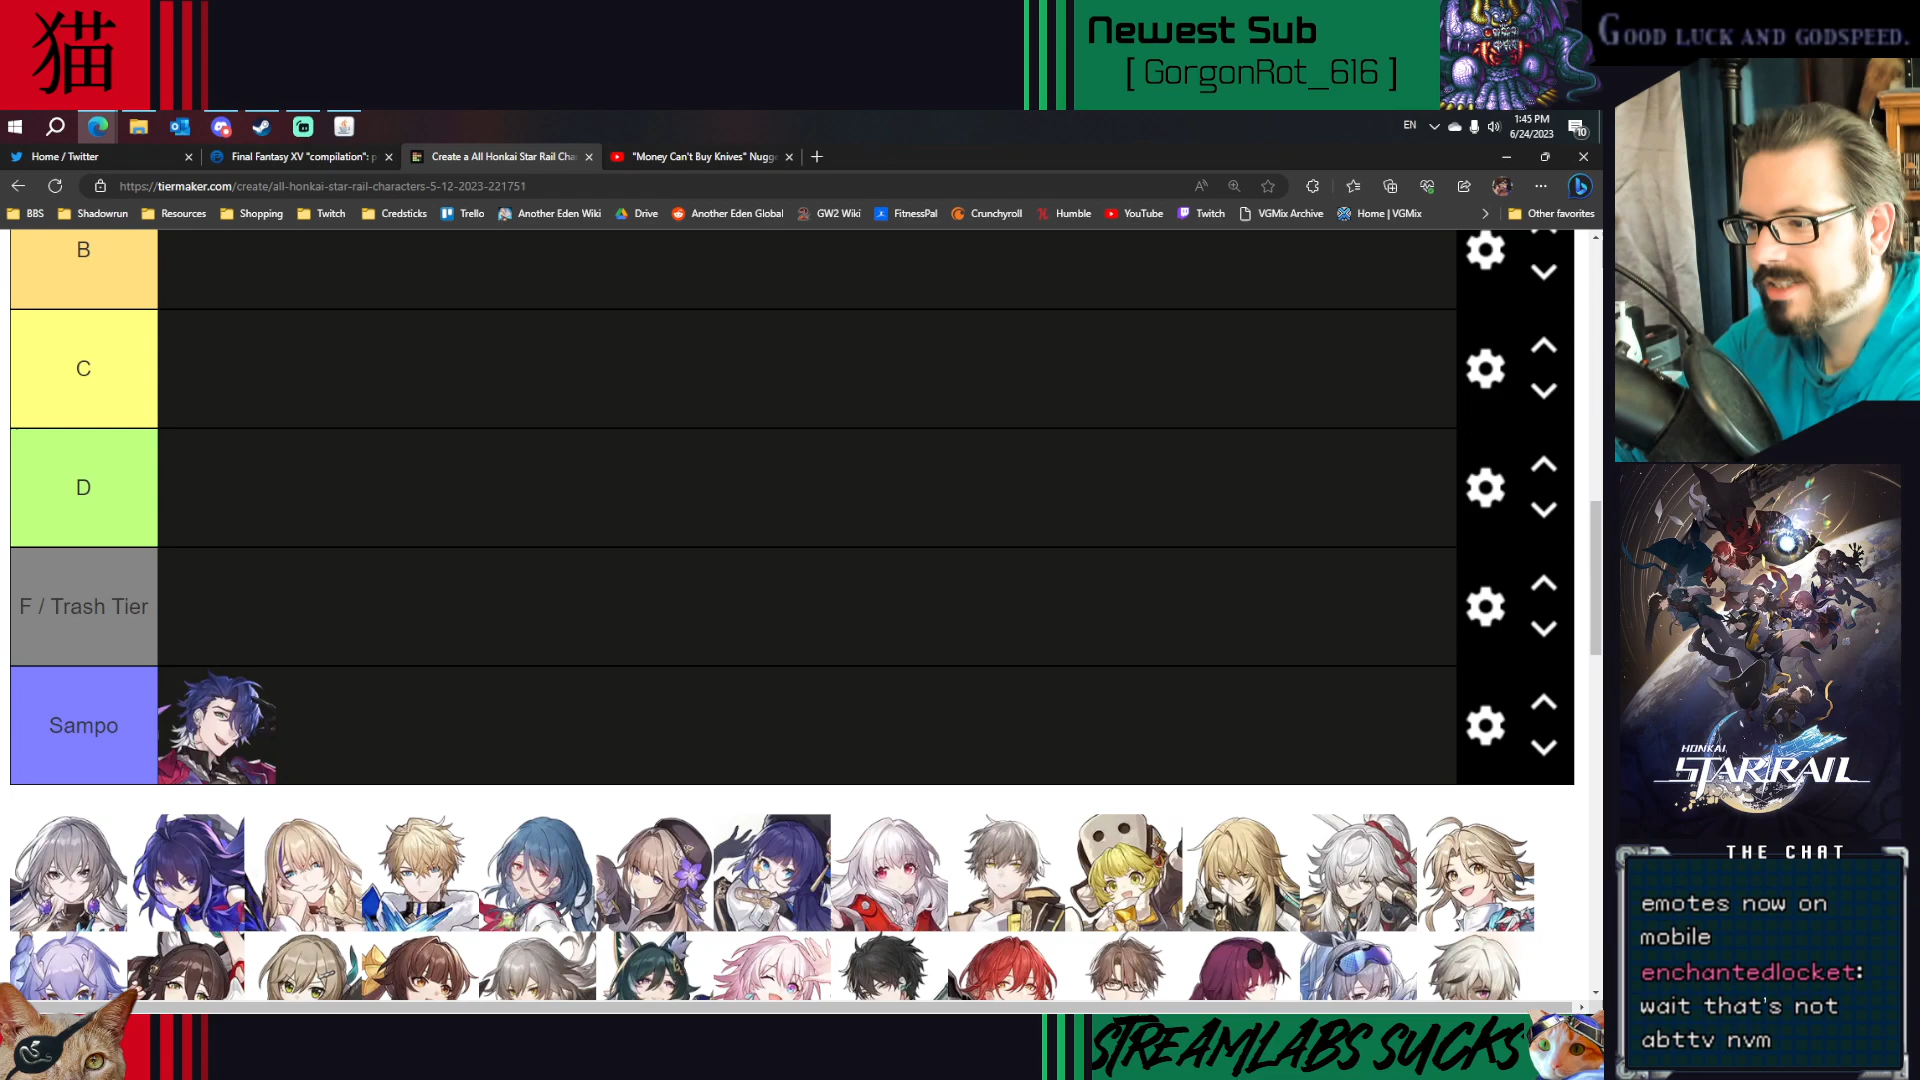 猫
Newest Sub
[ GorgonRot_616 ]
GOOD LUCK AND GODSPEED.
EN
1:45 PM
6/24/2023
10
Home / Twitter
Final Fantasy XV "compilation": p
Create a All Honkai Star Rail Cha
"Money Can't Buy Knives" Nugg
https://tiermaker.com/create/all-honkai-star-rail-characters-5-12-2023-221751
BBS
Shadowrun
Resources
Shopping
Twitch
Credsticks
Trello
Another Eden Wiki
Drive
Another Eden Global
GW2 Wiki
FitnessPal
Crunchyroll
Humble
YouTube
Twitch
VGMix Archive
Home | VGMix
Other favorites
B
C
D
F / Trash Tier
Sampo
HONKAI
STARRAIL
THE CHAT
emotes now on
mobile
enchantedlocket:
wait that's not
abttv nvm
STREAMLABS SUCKS